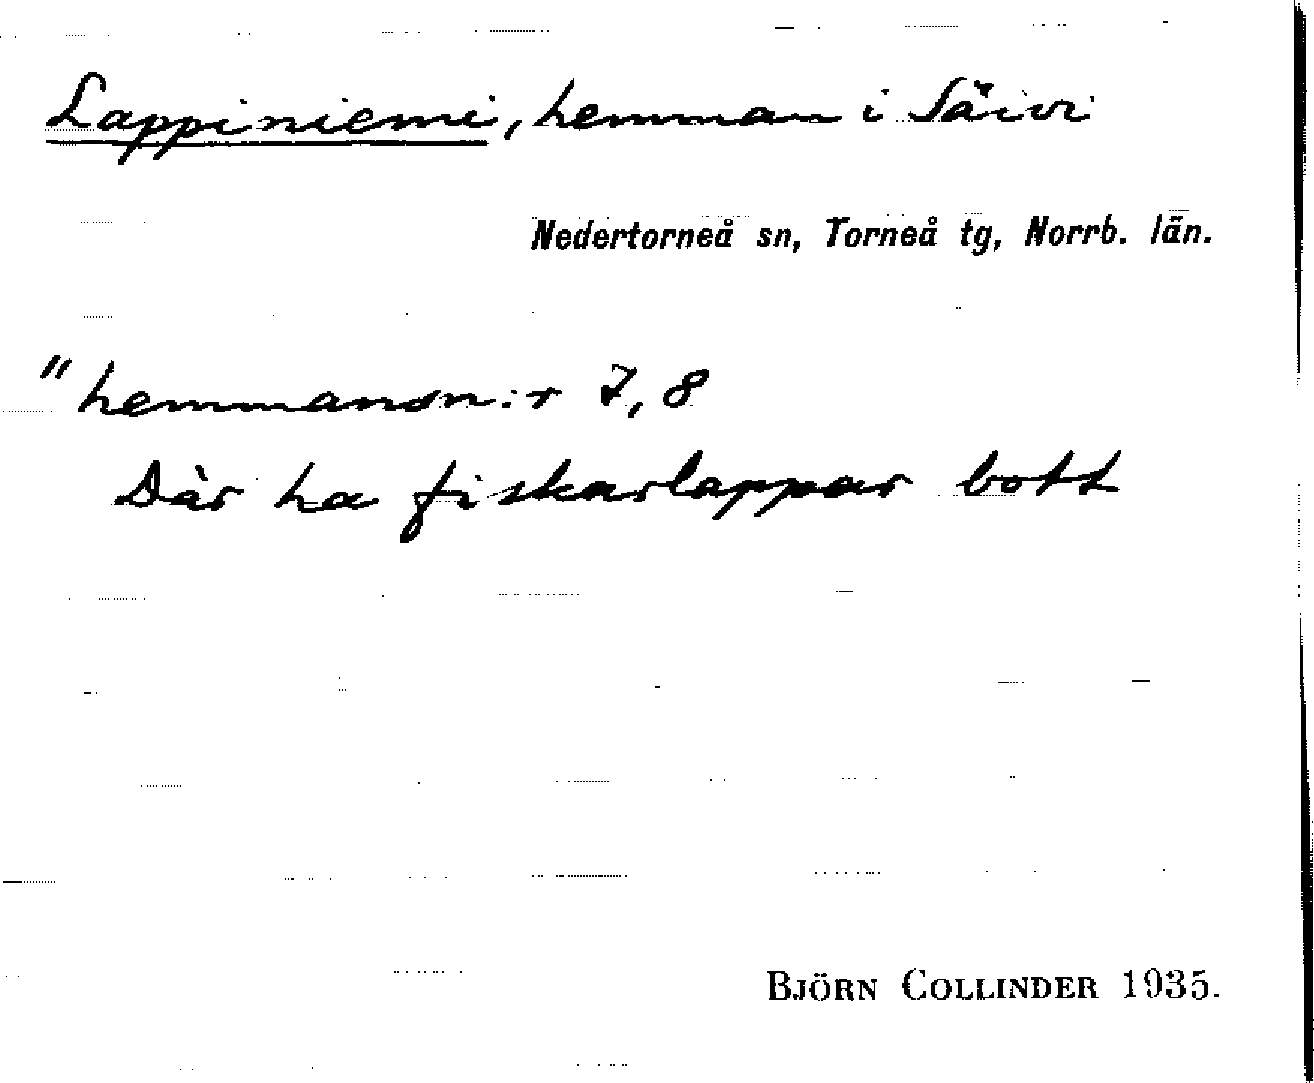 Lappiniemi, hemman i Säivi
Nedertorneå sn, Torneå tg, Norrb. län.
" hemmansn:r 7, 8
Där ha fiskarlappar bott
BJÖRN COLLINDER 1935.